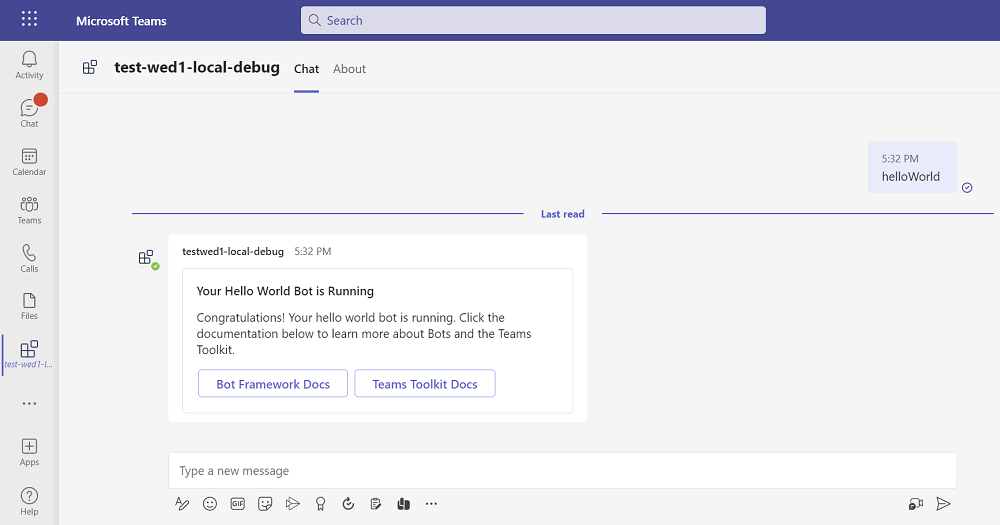 Microsoft Teams
Search
Activity
Chat
Calendar
Teams
Calls
Files
test-wed1-l...
Apps
Help
test-wed1-local-debug Chat About
5:32 PM
helloWorld
Last read
testwed1-local-debug 5:32 PM
Your Hello World Bot is Running
Congratulations! Your hello world bot is running. Click the
documentation below to learn more about Bots and the Teams
Toolkit.
Bot Framework Docs Teams Toolkit Docs
Type a new message
GIF